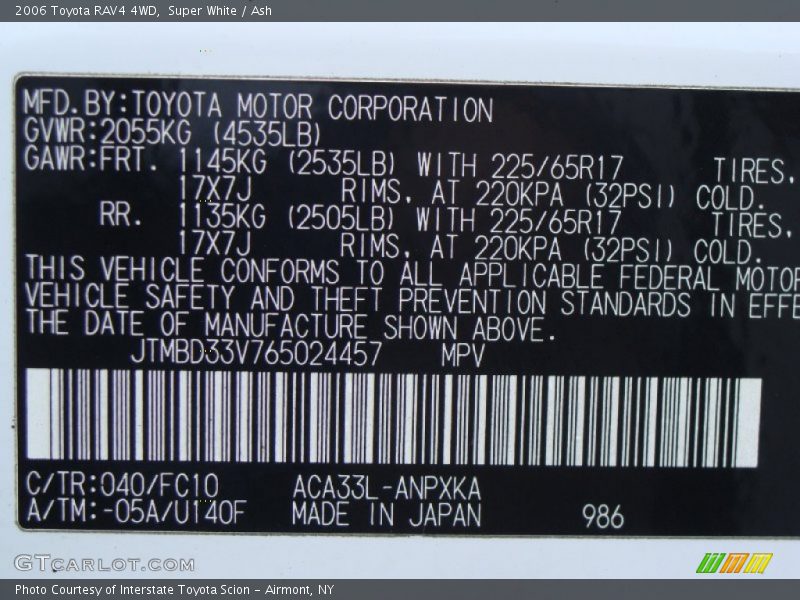 2006 Toyota RAV4 4WD,  Super White / Ash
MFD.BY:TOYOTA MOTOR CORPORATION
GVWR:2055KG (4535LB)
GAWR:FRT. 1145KG (2535LB) WITH 225/65R17 TIRES,
17X7J RIMS, AT 220KPA (32PSI) COLD.
RR. 1135KG (2505LB) WITH 225/65R17 TIRES,
17X7J RIMS, AT 220KPA (32PSI) COLD.
THIS VEHICLE CONFORMS TO ALL APPLICABLE FEDERAL MOTOR
VEHICLE SAFETY AND THEFT PREVENTION STANDARDS IN EFFE
THE DATE OF MANUFACTURE SHOWN ABOVE.
JTMBD33V765024457 MPV
C/TR:040/FC10 ACA33L-ANPXKA
A/TM:-05A/U140F MADE IN JAPAN 986
GTCARLOT.COM
Photo Courtesy of Interstate Toyota Scion - Airmont, NY